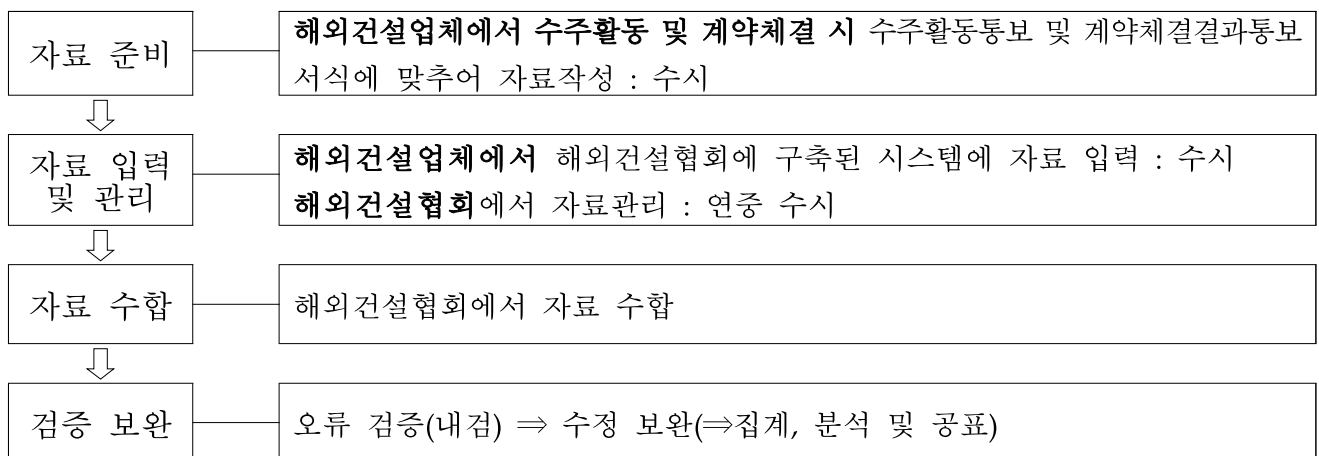 자료 준비
해외건설업체에서 수주활동 및 계약체결 시 수주활동통보 및 계약체결결과통보
서식에 맞추어 자료작성 : 수시
자료 입력
및 관리
해외건설업체에서 해외건설협회에 구축된 시스템에 자료 입력 : 수시
해외건설협회에서 자료관리 : 연중 수시
자료 수합
해외건설협회에서 자료 수합
검증 보완
오류 검증(내검) ⇒ 수정 보완(⇒집계, 분석 및 공표)